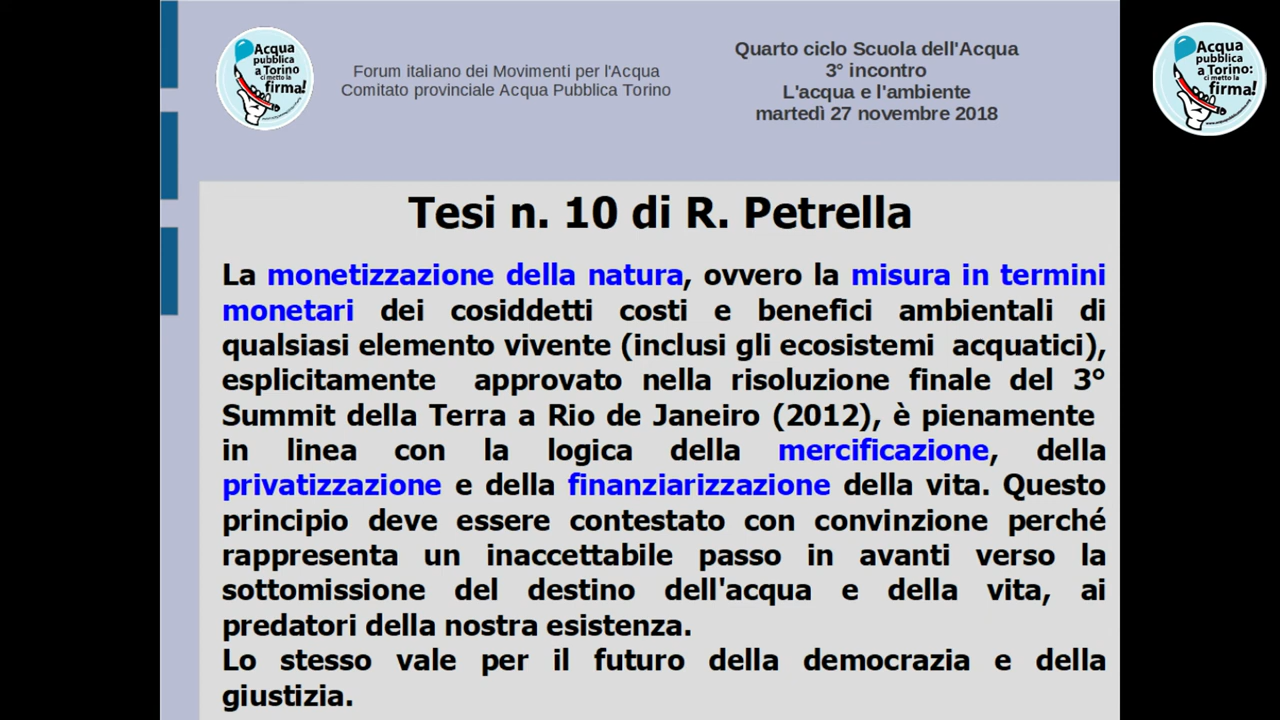 Acqua
pubblica
a Torino
ci metto la
firma!
Forum italiano dei Movimenti per l'Acqua
Comitato provinciale Acqua Pubblica Torino
Quarto ciclo Scuola dell'Acqua
3° incontro
L'acqua e l'ambiente
martedì 27 novembre 2018
Acqua
pubblica
a Torino:
ci metto la
firma!
Tesi n. 10 di R. Petrella
La monetizzazione della natura, ovvero la misura in termini
monetari dei cosiddetti costi e benefici ambientali di
qualsiasi elemento vivente (inclusi gli ecosistemi acquatici),
esplicitamente approvato nella risoluzione finale del 3°
Summit della Terra a Rio de Janeiro (2012), è pienamente
in linea con la logica della mercificazione, della
privatizzazione e della finanziarizzazione della vita. Questo
principio deve essere contestato con convinzione perché
rappresenta un inaccettabile passo in avanti verso la
sottomissione del destino dell'acqua e della vita, ai
predatori della nostra esistenza.
Lo stesso vale per il futuro della democrazia e della
giustizia.